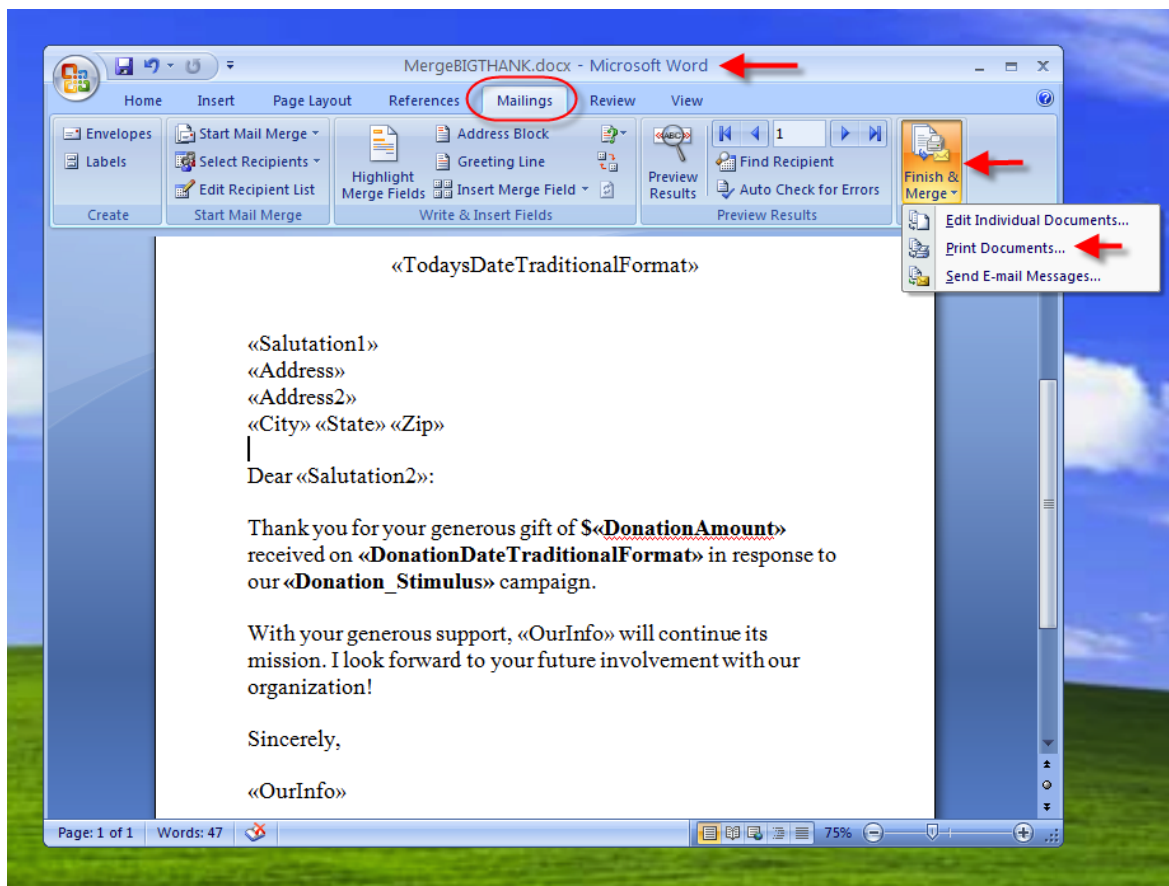 MergeBIGTHANK.docx - Microsoft Word
Home Insert Page Layout References Mailings Review View
Envelopes
Labels
Create
Start Mail Merge
Select Recipients
Edit Recipient List
Start Mail Merge
Highlight
Merge Fields
Address Block
Greeting Line
Insert Merge Field
Write & Insert Fields
«ABC»
Preview
Results
1
Find Recipient
Auto Check for Errors
Preview Results
Finish &
Merge
Edit Individual Documents...
Print Documents...
Send E-mail Messages...
«TodaysDateTraditionalFormat»
«Salutation1»
«Address»
«Address2»
«City» «State» «Zip»
Dear «Salutation2»:
Thank you for your generous gift of $«DonationAmount»
received on «DonationDateTraditionalFormat» in response to
our «Donation_Stimulus» campaign.
With your generous support, «OurInfo» will continue its
mission. I look forward to your future involvement with our
organization!
Sincerely,
«OurInfo»
Page: 1 of 1 Words: 47 75%